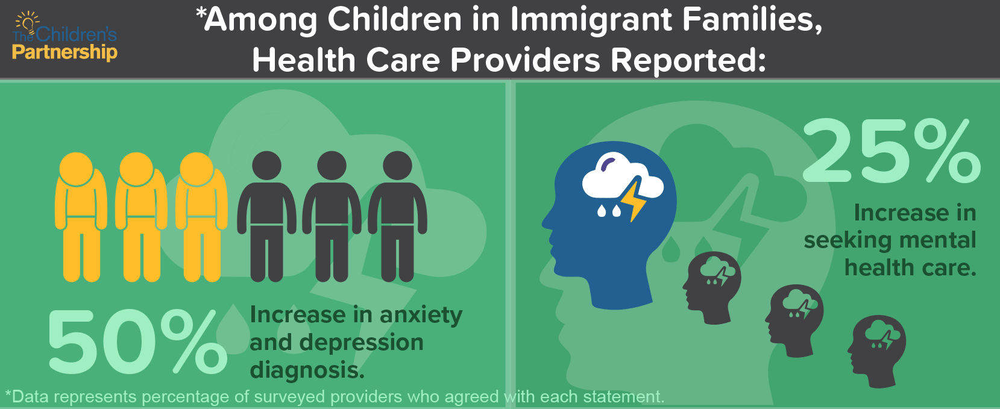 The Children's
Partnership
*Among Children in Immigrant Families,
Health Care Providers Reported:
50%
Increase in anxiety
and depression
diagnosis.
25%
Increase in
seeking mental
health care.
*Data represents percentage of surveyed providers who agreed with each statement.